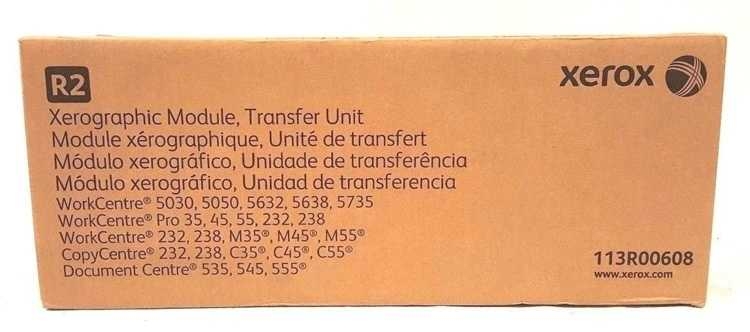 R2
xerox
Xerographic Module, Transfer Unit
Module xérographique, Unité de transfert
Módulo xerográfico, Unidade de transferência
Módulo xerográfico, Unidad de transferencia
WorkCentre® 5030, 5050, 5632, 5638, 5735
WorkCentre® Pro 35, 45, 55, 232, 238
WorkCentre® 232, 238, M35®, M45®, M55®
CopyCentre® 232, 238, C35®, C45®, C55®
Document Centre® 535, 545, 555®
113R00608
www.xerox.com